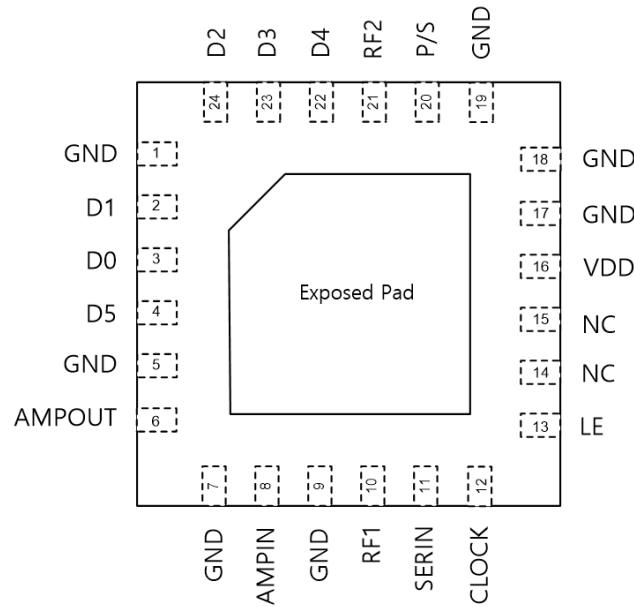 D2 D3 D4 RF2 P/S GND
24 23 22 21 20 19
GND 1 18 GND
D1 2 17 GND
D0 3 16 VDD
Exposed Pad
D5 4 15 NC
GND 5 14 NC
AMPOUT 6 13 LE
7 8 9 10 11 12
GND AMPIN GND RF1 SERIN CLOCK